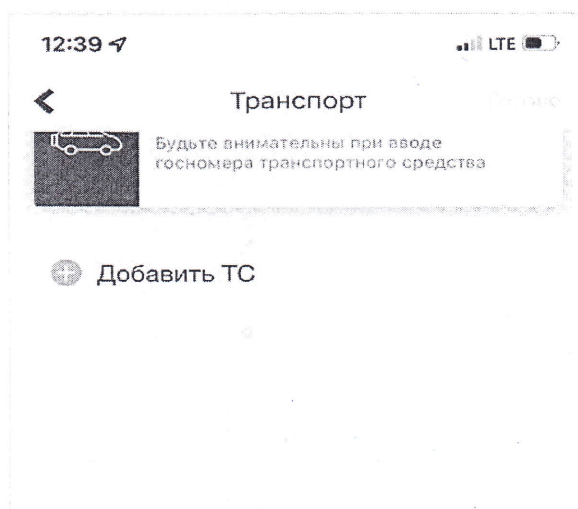 12:39 LTE
Транспорт
Будьте внимательны при вводе
госномера транспортного средства
Добавить ТС